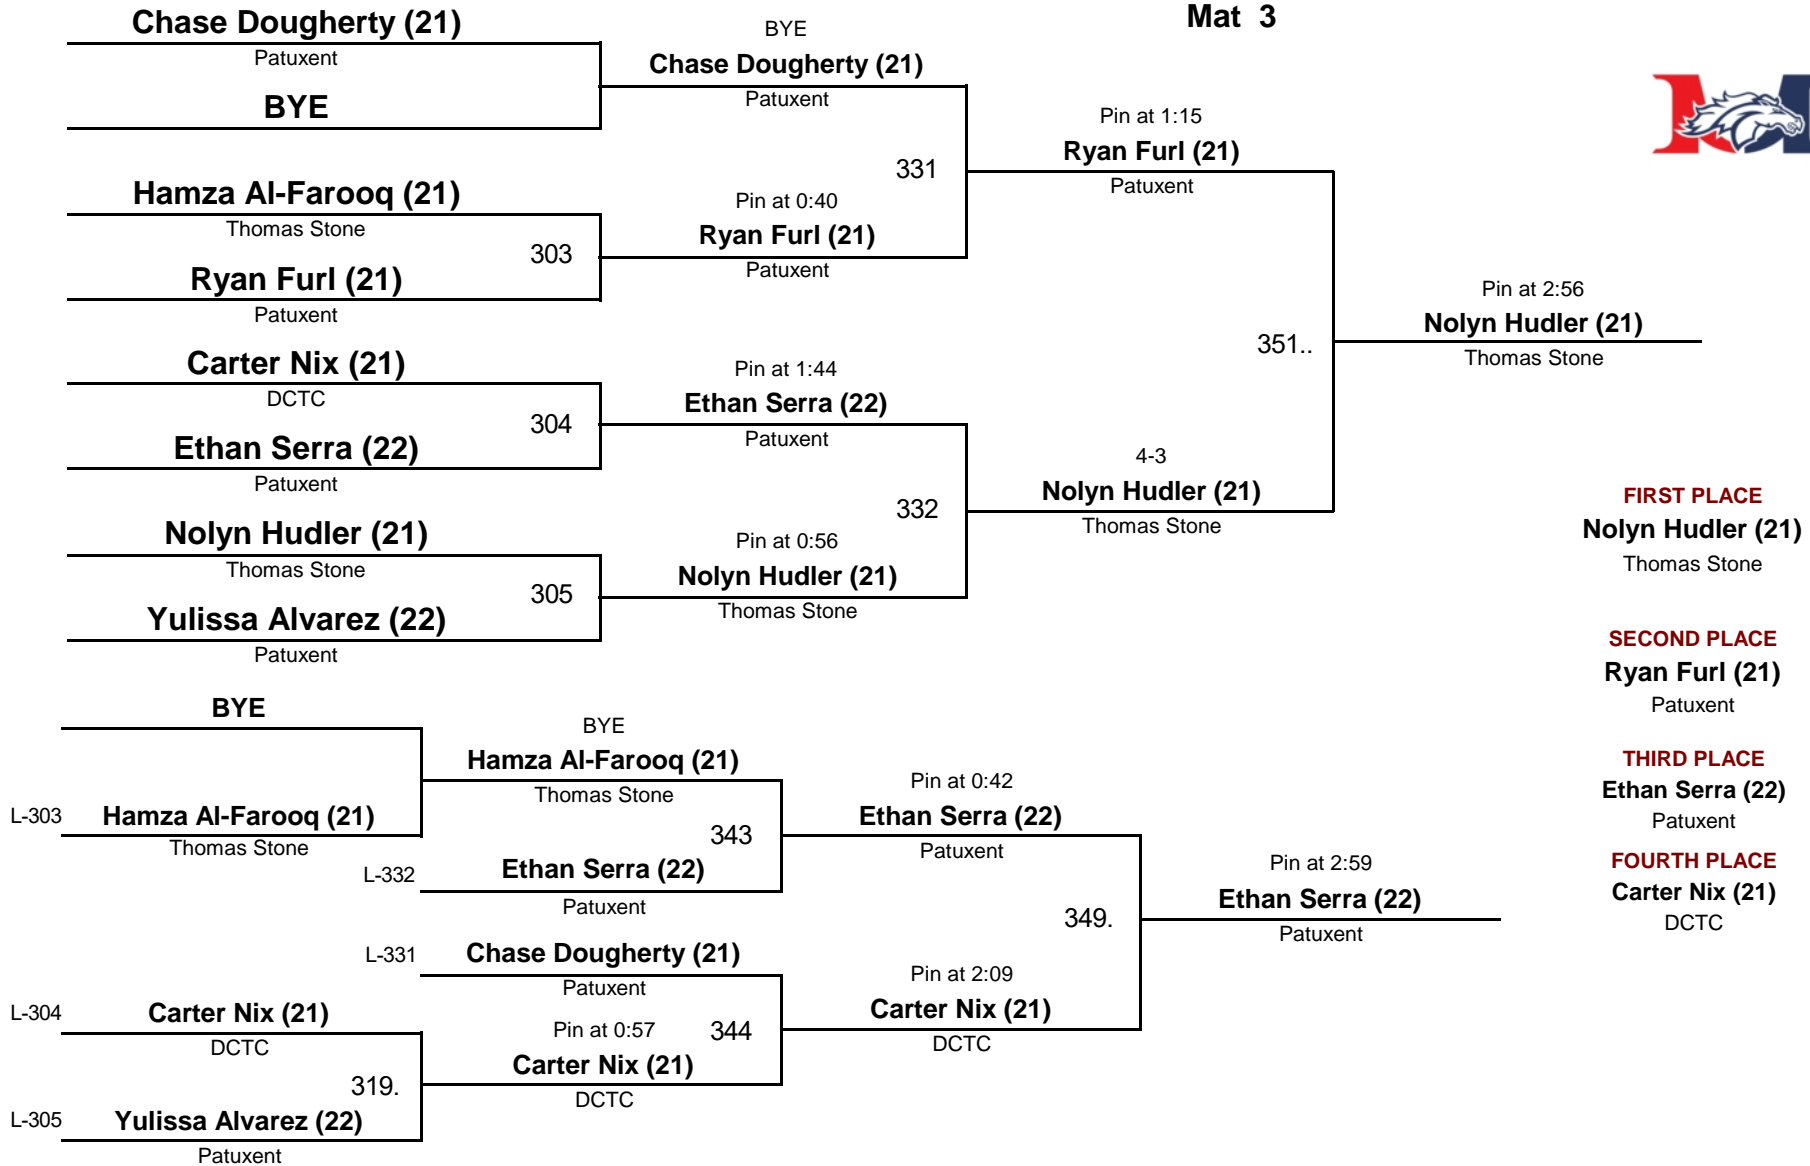 Mat 3
Chase Dougherty (21)
Patuxent
BYE
Hamza Al-Farooq (21)
Thomas Stone
303
Ryan Furl (21)
Patuxent
Carter Nix (21)
DCTC
304
Ethan Serra (22)
Patuxent
Nolyn Hudler (21)
Thomas Stone
305
Yulissa Alvarez (22)
Patuxent
BYE
Chase Dougherty (21)
Patuxent
331
Pin at 0:40
Ryan Furl (21)
Patuxent
Pin at 1:44
Ethan Serra (22)
Patuxent
332
Pin at 0:56
Nolyn Hudler (21)
Thomas Stone
Pin at 1:15
Ryan Furl (21)
Patuxent
351..
4-3
Nolyn Hudler (21)
Thomas Stone
Pin at 2:56
Nolyn Hudler (21)
Thomas Stone
FIRST PLACE
Nolyn Hudler (21)
Thomas Stone
SECOND PLACE
Ryan Furl (21)
Patuxent
THIRD PLACE
Ethan Serra (22)
Patuxent
FOURTH PLACE
Carter Nix (21)
DCTC
BYE
L-303
Hamza Al-Farooq (21)
Thomas Stone
L-304
Carter Nix (21)
DCTC
319.
L-305
Yulissa Alvarez (22)
Patuxent
BYE
Hamza Al-Farooq (21)
Thomas Stone
343
L-332
Ethan Serra (22)
Patuxent
L-331
Chase Dougherty (21)
Patuxent
Pin at 0:57
344
Carter Nix (21)
DCTC
Pin at 0:42
Ethan Serra (22)
Patuxent
349.
Pin at 2:09
Carter Nix (21)
DCTC
Pin at 2:59
Ethan Serra (22)
Patuxent